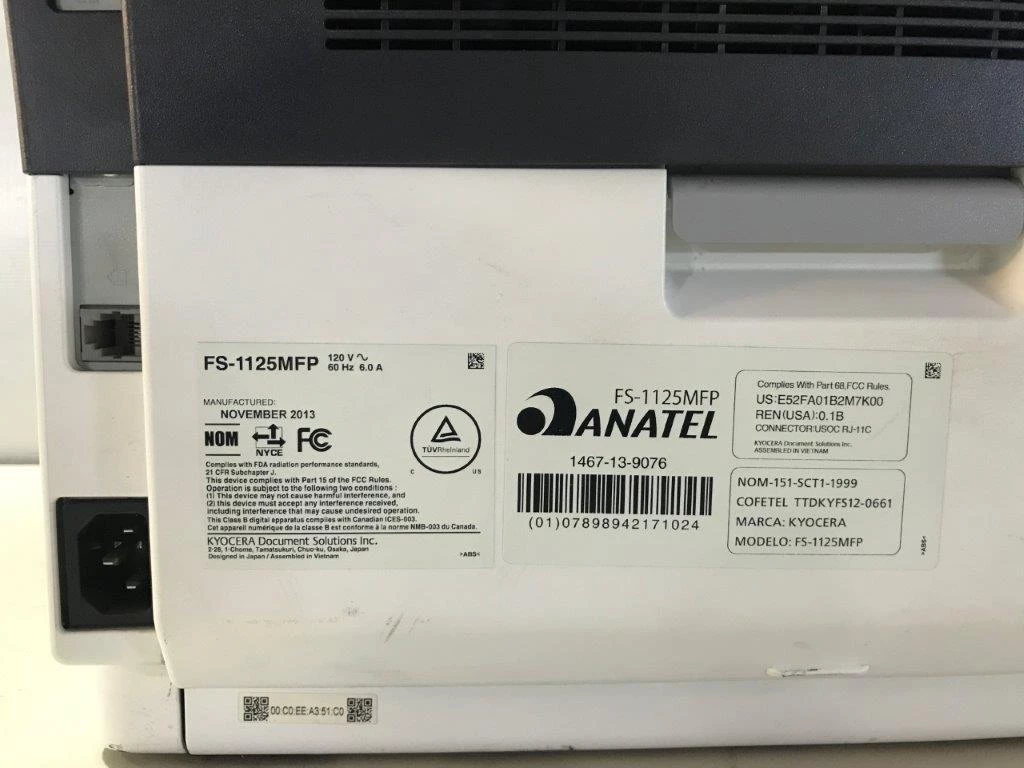 FS-1125MFP 120 V ~
60 Hz 6.0 A
MANUFACTURED:
NOVEMBER 2013
NOM NYCE FC
Complies with FDA radiation performance standards,
21 CFR Subchapter J.
This device complies with Part 15 of the FCC Rules.
Operation is subject to the following two conditions :
(1) This device may not cause harmful interference, and
(2) this device must accept any interference received,
including interference that may cause undesired operation.
This Class B digital apparatus complies with Canadian ICES-003.
Cet appareil numérique de la classe B est conforme à la norme NMB-003 du Canada.
KYOCERA Document Solutions Inc.
2-28, 1-Chome, Tamatsukuri, Chuo-ku, Osaka, Japan
Designed in Japan / Assembled in Vietnam
TÜVRheinland
C US
>ABS<
FS-1125MFP
ANATEL
1467-13-9076
(01)07898942171024
Complies With Part 68,FCC Rules.
US:E52FA01B2M7K00
REN(USA):0.1B
CONNECTOR:USOC RJ-11C
KYOCERA Document Solutions Inc.
ASSEMBLED IN VIETNAM
NOM-151-SCT1-1999
COFETEL TTDKYFS12-0661
MARCA: KYOCERA
MODELO: FS-1125MFP
>ABS<
00:C0:EE:A3:51:C0